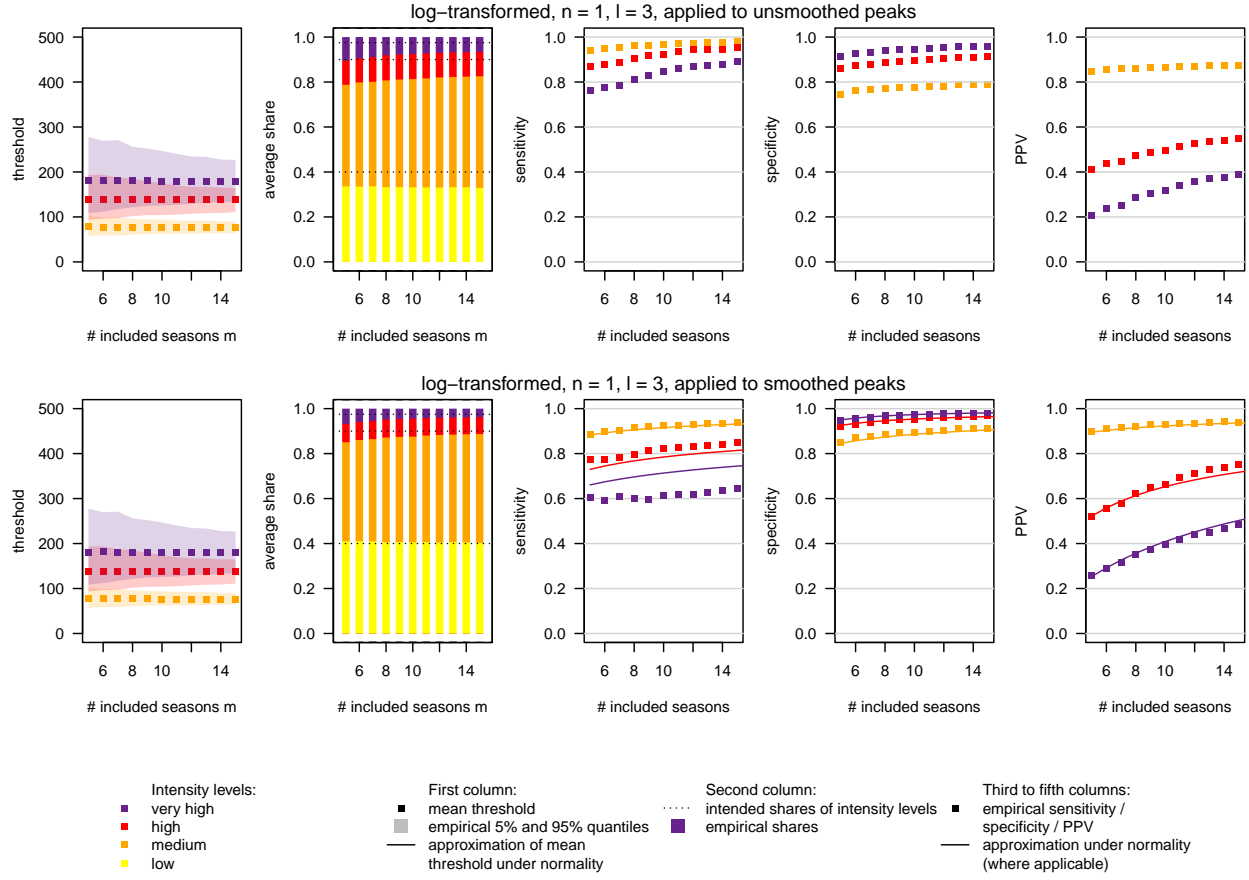 log−transformed, n = 1, l = 3, applied to unsmoothed peaks
threshold
500
400
300
200
100
0
6 8 10 14
# included seasons m
average share
1.0
0.8
0.6
0.4
0.2
0.0
6 8 10 14
# included seasons m
sensitivity
1.0
0.8
0.6
0.4
0.2
0.0
6 8 10 14
# included seasons
specificity
1.0
0.8
0.6
0.4
0.2
0.0
6 8 10 14
# included seasons
PPV
1.0
0.8
0.6
0.4
0.2
0.0
6 8 10 14
# included seasons
log−transformed, n = 1, l = 3, applied to smoothed peaks
threshold
500
400
300
200
100
0
6 8 10 14
# included seasons m
average share
1.0
0.8
0.6
0.4
0.2
0.0
6 8 10 14
# included seasons m
sensitivity
1.0
0.8
0.6
0.4
0.2
0.0
6 8 10 14
# included seasons
specificity
1.0
0.8
0.6
0.4
0.2
0.0
6 8 10 14
# included seasons
PPV
1.0
0.8
0.6
0.4
0.2
0.0
6 8 10 14
# included seasons
Intensity levels:
very high
high
medium
low
First column:
mean threshold
empirical 5% and 95% quantiles
approximation of mean
threshold under normality
Second column:
intended shares of intensity levels
empirical shares
Third to fifth columns:
empirical sensitivity /
specificity / PPV
approximation under normality
(where applicable)